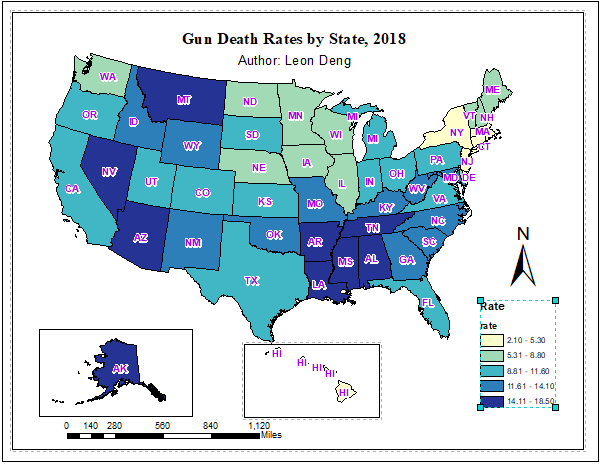 Gun Death Rates by State, 2018
Author: Leon Deng
WA
MT
ND
MN
ME
VT
NH
OR
ID
SD
WI
MI
MI
NY
MA
CT
WY
IA
NE
PA
NJ
NV
UT
CO
IL
IN
OH
MD
DE
CA
KS
MO
WV
VA
KY
NC
AZ
NM
OK
AR
TN
SC
MS
AL
GA
TX
LA
FL
N
AK
HI
HI
HI
HI
HI
Rate
rate
2.10 - 5.30
5.31 - 8.80
8.81 - 11.60
11.61 - 14.10
14.11 - 18.50
0 140 280 560 840 1,120
Miles